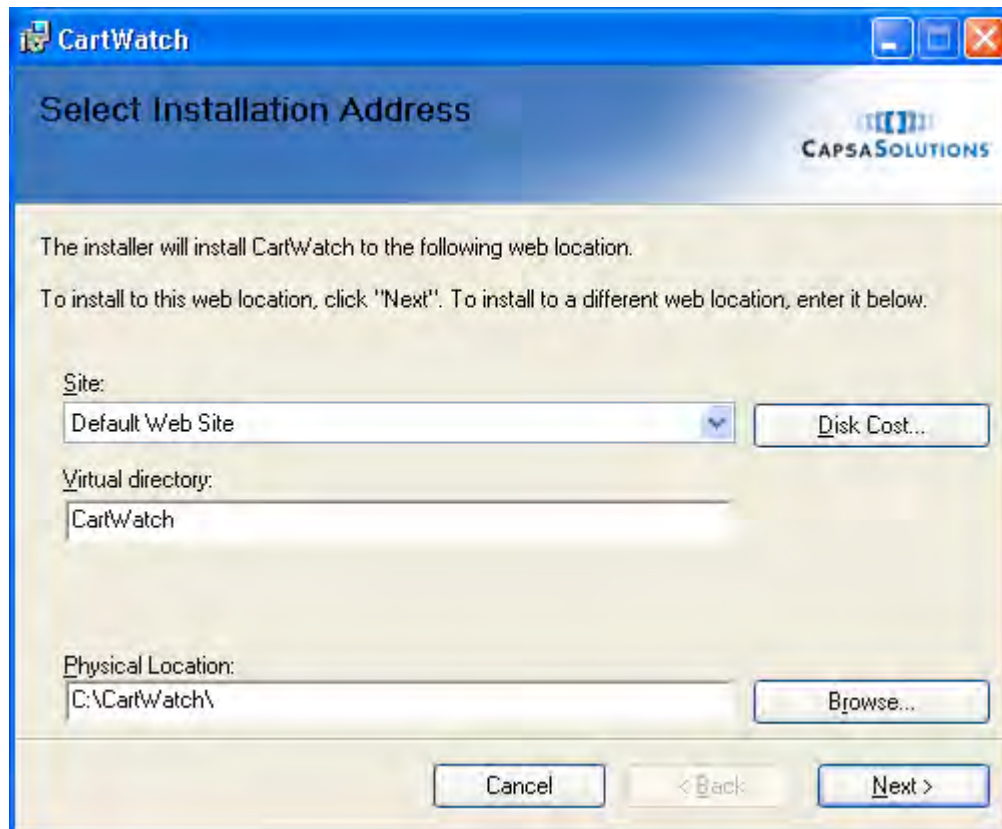 CartWatch
Select Installation Address
CAPSASOLUTIONS
The installer will install CartWatch to the following web location.
To install to this web location, click "Next". To install to a different web location, enter it below.
Site:
Default Web Site
Disk Cost...
Virtual directory:
CartWatch
Physical Location:
C:\CartWatch\
Browse...
Cancel
< Back
Next >